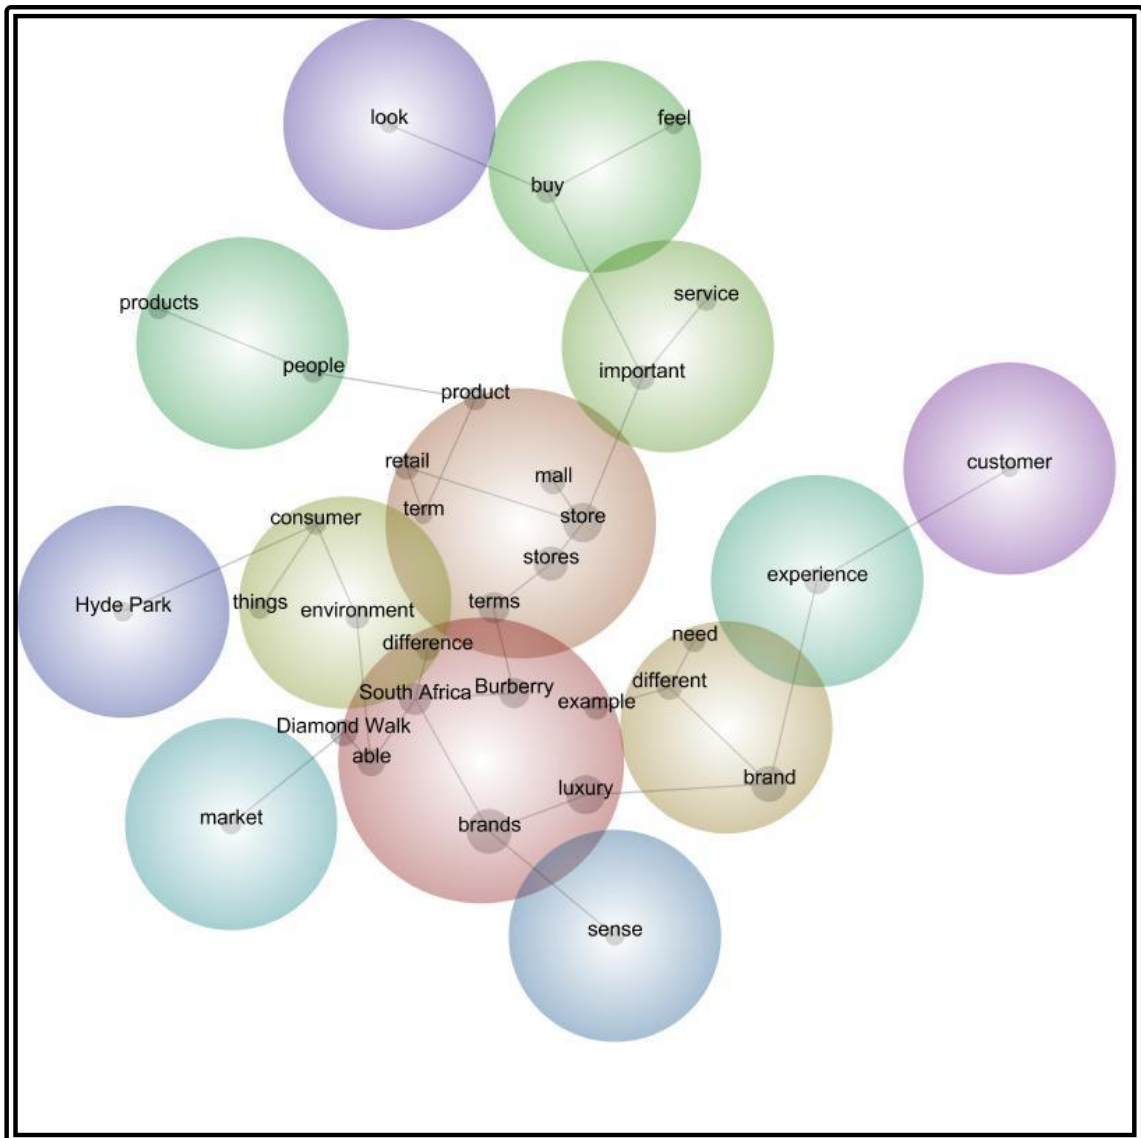 look
feel
buy
service
products
people
important
product
retail
mall
customer
term
store
consumer
stores
experience
Hyde Park
things
environment
terms
need
difference
different
South Africa
Burberry
example
Diamond Walk
able
brand
luxury
market
brands
sense